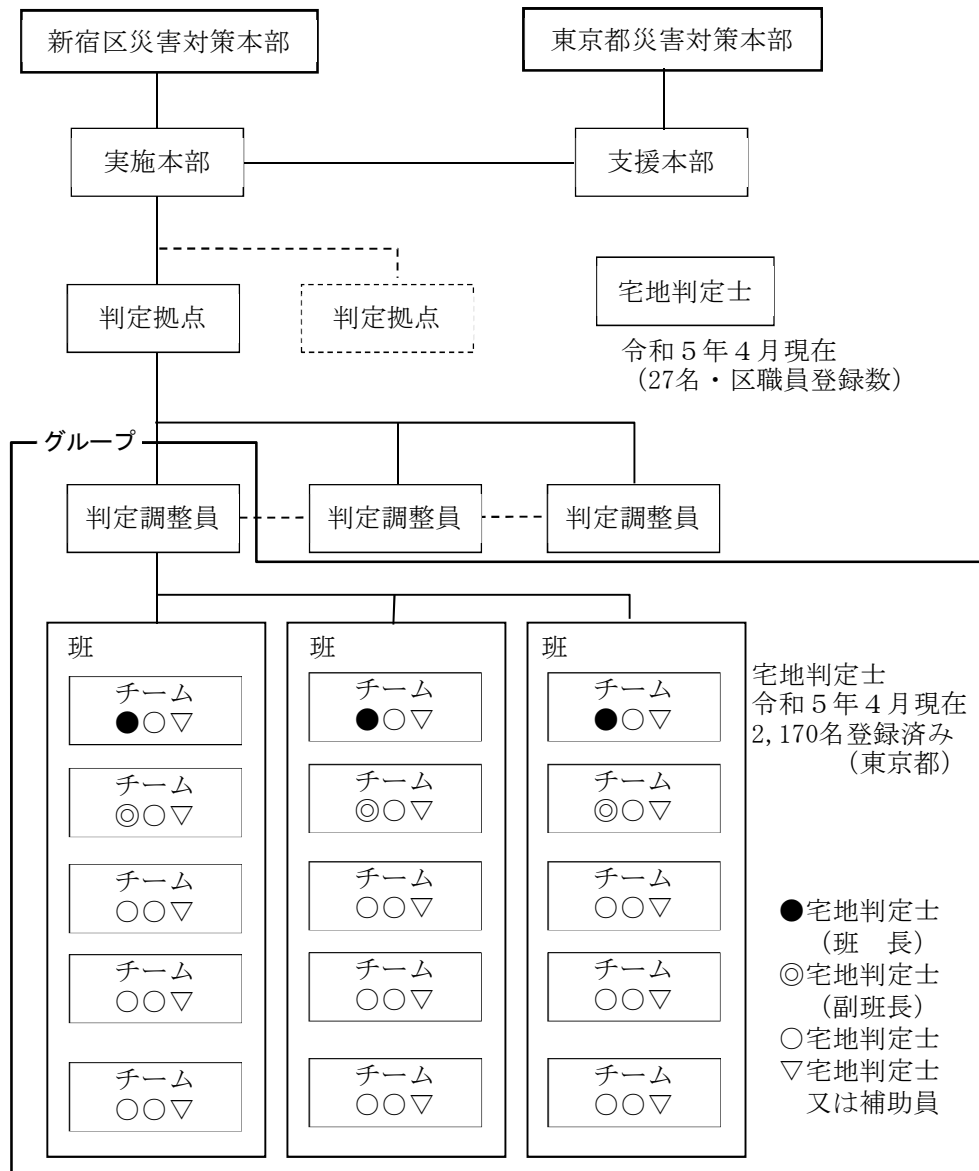 新宿区災害対策本部
東京都災害対策本部
実施本部
支援本部
判定拠点
判定拠点
宅地判定士
令和５年４月現在
（27名・区職員登録数）
グループ
判定調整員
判定調整員
判定調整員
班
チーム
●○▽
チーム
◎○▽
チーム
○○▽
チーム
○○▽
チーム
○○▽
班
チーム
●○▽
チーム
◎○▽
チーム
○○▽
チーム
○○▽
チーム
○○▽
班
チーム
●○▽
チーム
◎○▽
チーム
○○▽
チーム
○○▽
チーム
○○▽
宅地判定士
令和５年４月現在
2,170名登録済み
（東京都）
●宅地判定士
（班　長）
◎宅地判定士
（副班長）
○宅地判定士
▽宅地判定士
又は補助員